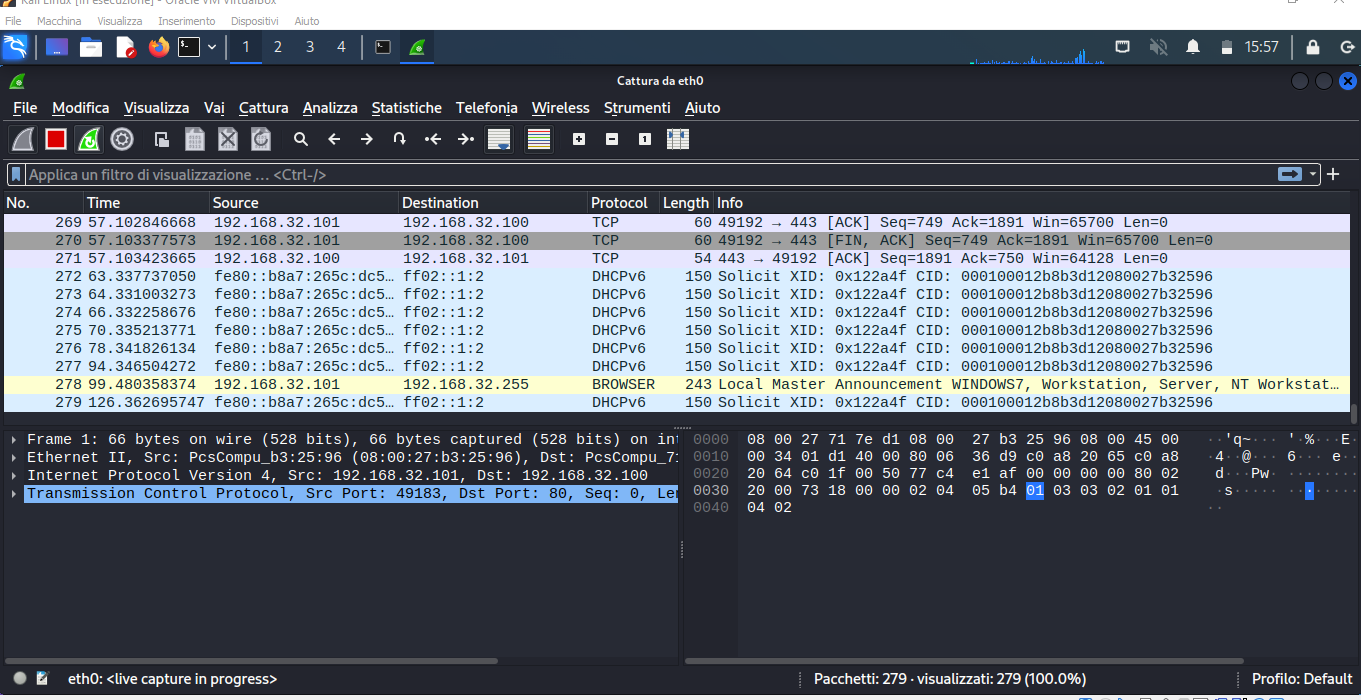 Kali Linux [in esecuzione] - Oracle VM VirtualBox
File Macchina Visualizza Inserimento Dispositivi Aiuto
1 2 3 4 15:57
Cattura da eth0
File Modifica Visualizza Vai Cattura Analizza Statistiche Telefonia Wireless Strumenti Aiuto
Applica un filtro di visualizzazione … <Ctrl-/>
No. Time Source Destination Protocol Length Info
269 57.102846668 192.168.32.101 192.168.32.100 TCP 60 49192 → 443 [ACK] Seq=749 Ack=1891 Win=65700 Len=0
270 57.103377573 192.168.32.101 192.168.32.100 TCP 60 49192 → 443 [FIN, ACK] Seq=749 Ack=1891 Win=65700 Len=0
271 57.103423665 192.168.32.100 192.168.32.101 TCP 54 443 → 49192 [ACK] Seq=1891 Ack=750 Win=64128 Len=0
272 63.337737050 fe80::b8a7:265c:dc5… ff02::1:2 DHCPv6 150 Solicit XID: 0x122a4f CID: 000100012b8b3d12080027b32596
273 64.331003273 fe80::b8a7:265c:dc5… ff02::1:2 DHCPv6 150 Solicit XID: 0x122a4f CID: 000100012b8b3d12080027b32596
274 66.332258676 fe80::b8a7:265c:dc5… ff02::1:2 DHCPv6 150 Solicit XID: 0x122a4f CID: 000100012b8b3d12080027b32596
275 70.335213771 fe80::b8a7:265c:dc5… ff02::1:2 DHCPv6 150 Solicit XID: 0x122a4f CID: 000100012b8b3d12080027b32596
276 78.341826134 fe80::b8a7:265c:dc5… ff02::1:2 DHCPv6 150 Solicit XID: 0x122a4f CID: 000100012b8b3d12080027b32596
277 94.346504272 fe80::b8a7:265c:dc5… ff02::1:2 DHCPv6 150 Solicit XID: 0x122a4f CID: 000100012b8b3d12080027b32596
278 99.480358374 192.168.32.101 192.168.32.255 BROWSER 243 Local Master Announcement WINDOWS7, Workstation, Server, NT Workstat…
279 126.362695747 fe80::b8a7:265c:dc5… ff02::1:2 DHCPv6 150 Solicit XID: 0x122a4f CID: 000100012b8b3d12080027b32596
Frame 1: 66 bytes on wire (528 bits), 66 bytes captured (528 bits) on in
Ethernet II, Src: PcsCompu_b3:25:96 (08:00:27:b3:25:96), Dst: PcsCompu_71
Internet Protocol Version 4, Src: 192.168.32.101, Dst: 192.168.32.100
Transmission Control Protocol, Src Port: 49183, Dst Port: 80, Seq: 0, Len
0000 08 00 27 71 7e d1 08 00 27 b3 25 96 08 00 45 00 ··'q~··· '·%···E·
0010 00 34 01 d1 40 00 80 06 36 d9 c0 a8 20 65 c0 a8 ·4··@··· 6··· e··
0020 20 64 c0 1f 00 50 77 c4 e1 af 00 00 00 00 80 02 d···Pw· ········
0030 20 00 73 18 00 00 02 04 05 b4 01 03 03 02 01 01 ·s····· ········
0040 04 02 ··
eth0: <live capture in progress>
Pacchetti: 279 · visualizzati: 279 (100.0%)
Profilo: Default